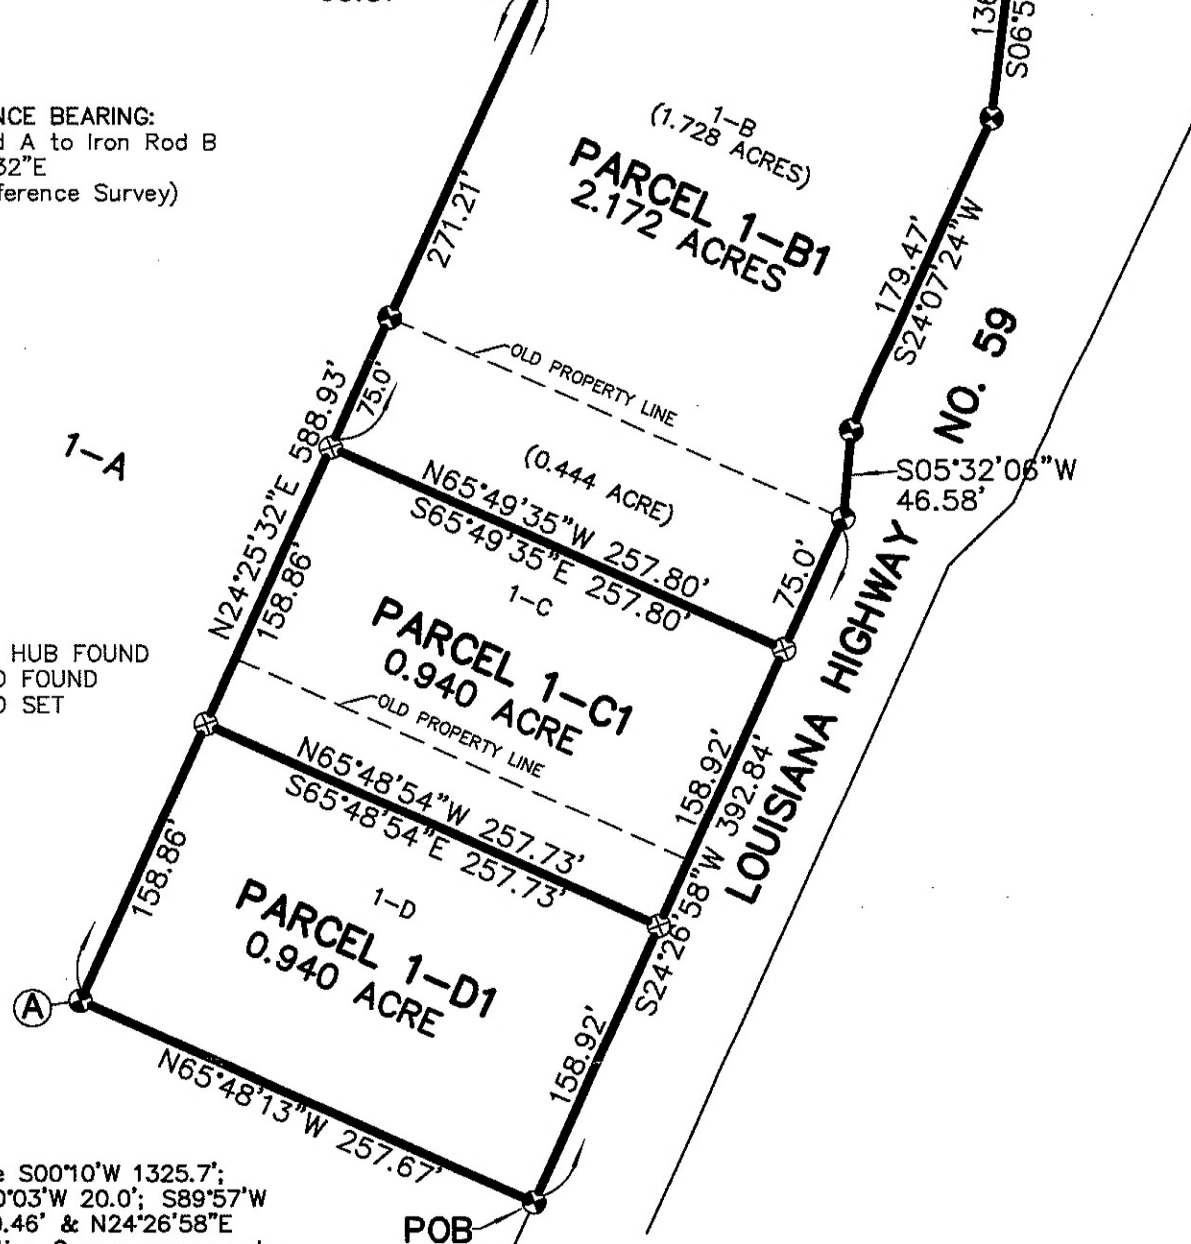 BEARING:
A to Iron Rod B
32"E
Survey)
271.21'
1-B
(1.728 ACRES)
PARCEL 1-B1
2.172 ACRES
179.47'
S24°07'24"W
OLD PROPERTY LINE
75.0'
N24°25'32"E 588.93'
1-A
(0.444 ACRE)
N65°49'35"W 257.80'
S65°49'35"E 257.80'
S05°32'06"W
46.58'
75.0'
LOUISIANA HIGHWAY NO. 59
158.86'
1-C
PARCEL 1-C1
0.940 ACRE
OLD PROPERTY LINE
HUB FOUND
FOUND
SET
N65°48'54"W 257.73'
S65°48'54"E 257.73'
158.92'
S24°26'58"W 392.84'
158.86'
1-D
PARCEL 1-D1
0.940 ACRE
158.92'
A
N65°48'13"W 257.67'
POB
S00°10'W 1325.7';
0°03'W 20.0'; S89°57'W
.46' & N24°26'58"E